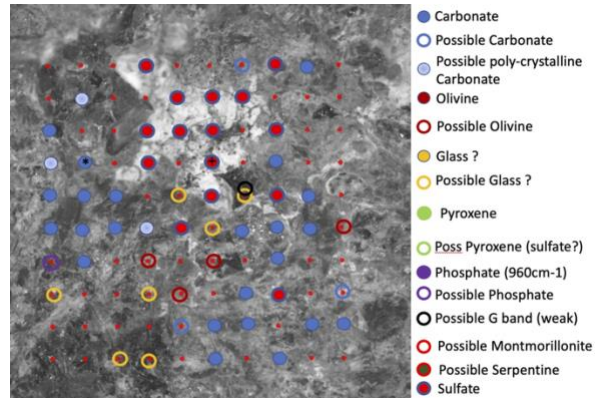 Carbonate
Possible Carbonate
Possible poly-crystalline
Carbonate
Olivine
Possible Olivine
Glass ?
Possible Glass ?
Pyroxene
Poss Pyroxene (sulfate?)
Phosphate (960cm-1)
Possible Phosphate
Possible G band (weak)
Possible Montmorillonite
Possible Serpentine
Sulfate